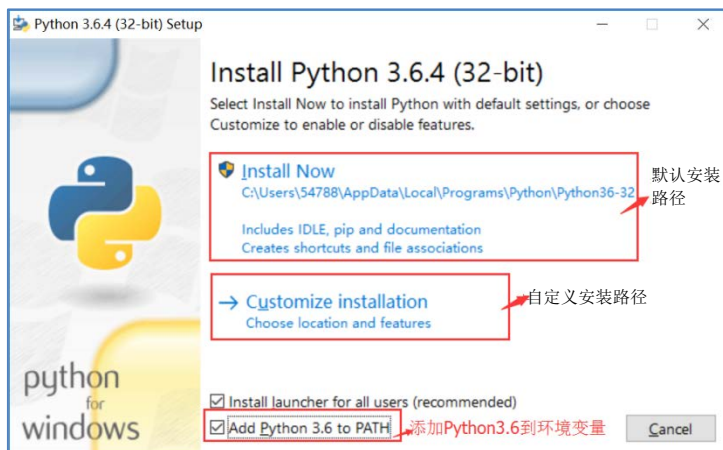 Python 3.6.4 (32-bit) Setup
Install Python 3.6.4 (32-bit)
Select Install Now to install Python with default settings, or choose
Customize to enable or disable features.
Install Now
C:\Users\54788\AppData\Local\Programs\Python\Python36-32
默认安装
路径
Includes IDLE, pip and documentation
Creates shortcuts and file associations
→ Customize installation
自定义安装路径
Choose location and features
python
for
windows
Install launcher for all users (recommended)
Add Python 3.6 to PATH
添加Python3.6到环境变量
Cancel